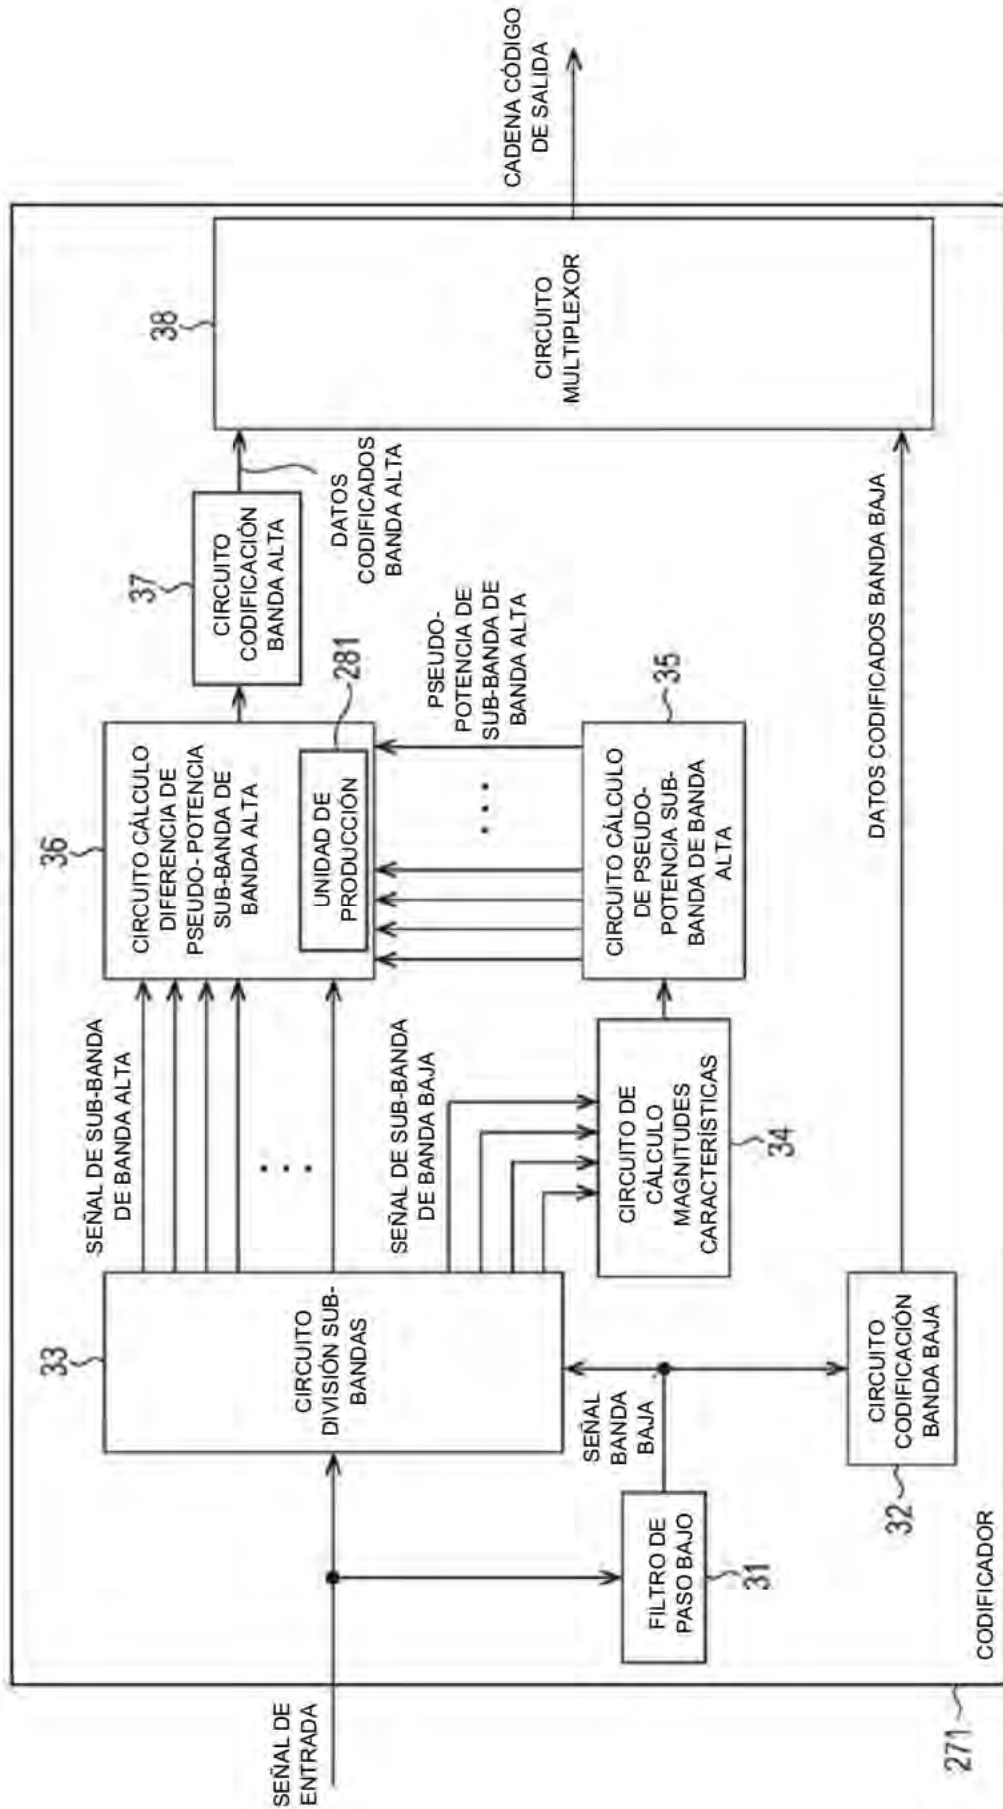 SEÑAL DE
ENTRADA
271
CODIFICADOR
FILTRO DE
PASO BAJO
31
SEÑAL
BANDA
BAJA
32
CIRCUITO
CODIFICACIÓN
BANDA BAJA
33
CIRCUITO
DIVISIÓN SUB-
BANDAS
SEÑAL DE SUB-BANDA
DE BANDA ALTA
SEÑAL DE SUB-BANDA
DE BANDA BAJA
CIRCUITO DE
CÁLCULO
MAGNITUDES
CARACTERÍSTICAS
34
36
CIRCUITO CÁLCULO
DIFERENCIA DE
PSEUDO- POTENCIA
SUB-BANDA DE
BANDA ALTA
UNIDAD DE
PRODUCCIÓN
281
PSEUDO-
POTENCIA DE
SUB-BANDA DE
BANDA ALTA
35
CIRCUITO CÁLCULO
DE PSEUDO-
POTENCIA SUB-
BANDA DE BANDA
ALTA
37
CIRCUITO
CODIFICACIÓN
BANDA ALTA
DATOS
CODIFICADOS
BANDA ALTA
DATOS CODIFICADOS BANDA BAJA
38
CIRCUITO
MULTIPLEXOR
CADENA CÓDIGO
DE SALIDA